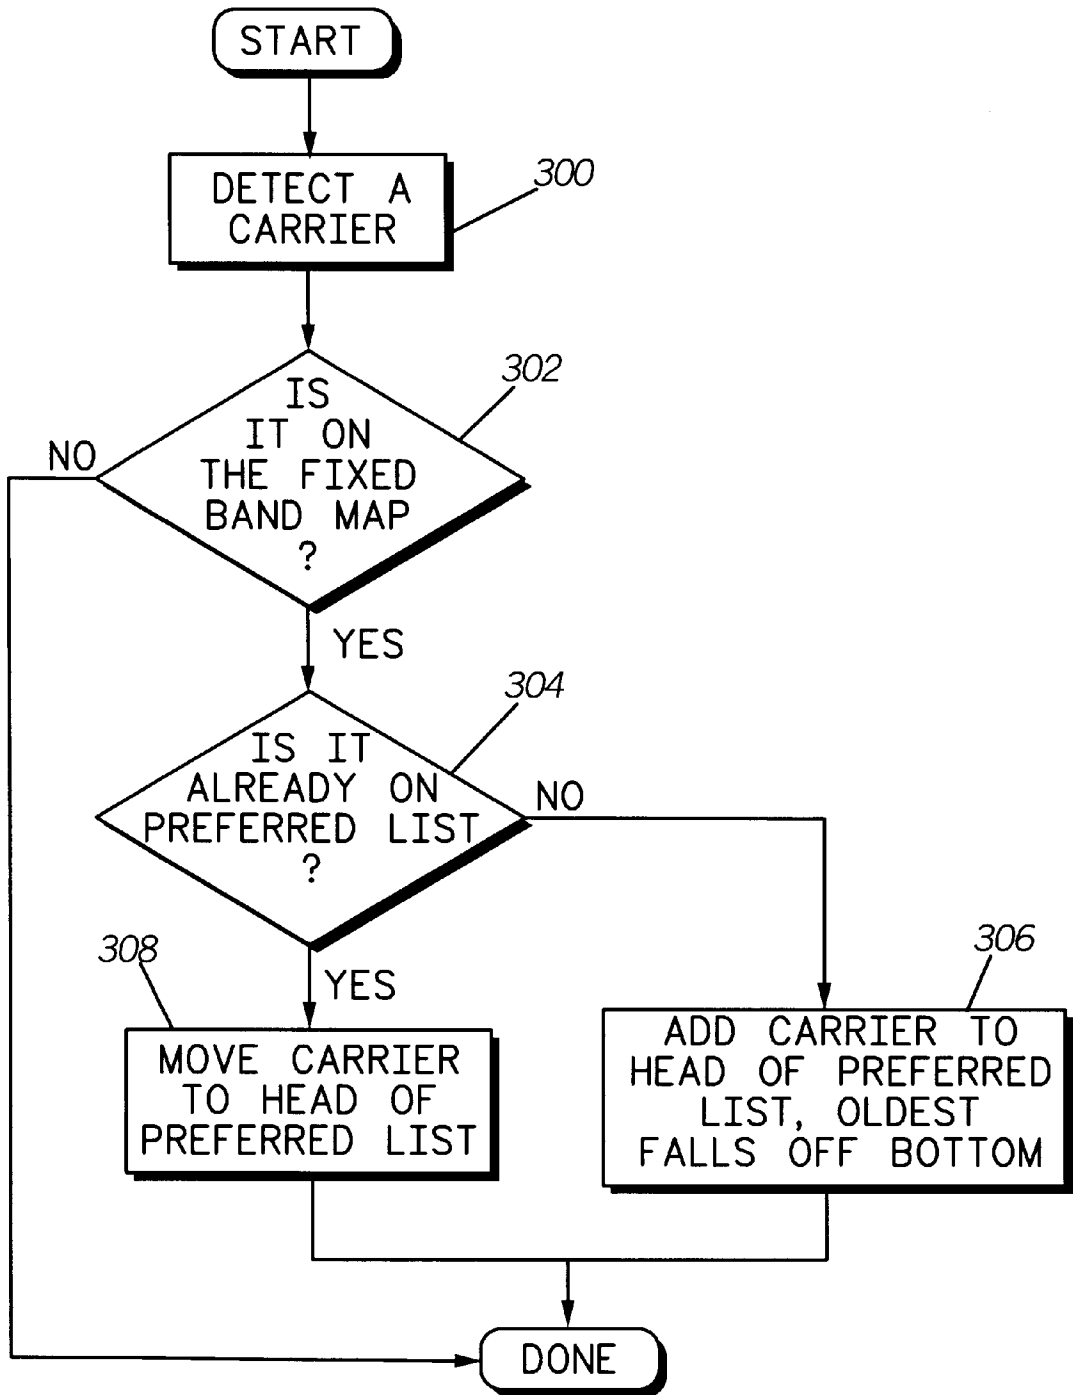 START
DETECT A
CARRIER
300
IS
IT ON
THE FIXED
BAND MAP
?
302
NO
YES
IS IT
ALREADY ON
PREFERRED LIST
?
304
NO
YES
308
MOVE CARRIER
TO HEAD OF
PREFERRED LIST
306
ADD CARRIER TO
HEAD OF PREFERRED
LIST, OLDEST
FALLS OFF BOTTOM
DONE